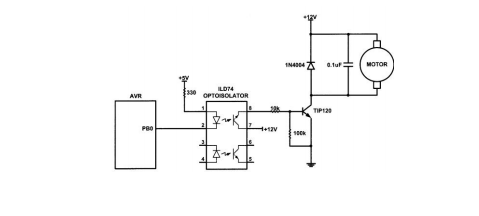 +12V
1N4004
0.1uF
MOTOR
+5V
330
ILD74
OPTOISOLATOR
AVR
PB0
1
2
3
4
8
7
6
5
10k
+12V
TIP120
100k